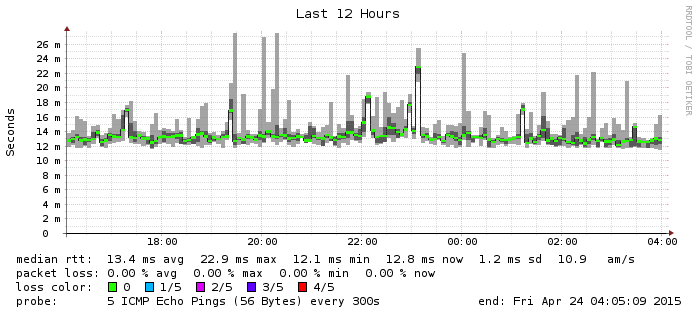 Last 12 Hours
RRDTOOL / TOBI OETIKER
Seconds
26 m
24 m
22 m
20 m
18 m
16 m
14 m
12 m
10 m
8 m
6 m
4 m
2 m
0
18:00 20:00 22:00 00:00 02:00 04:00
median rtt: 13.4 ms avg 22.9 ms max 12.1 ms min 12.8 ms now 1.2 ms sd 10.9 am/s
packet loss: 0.00 % avg 0.00 % max 0.00 % min 0.00 % now
loss color: 0 1/5 2/5 3/5 4/5
probe: 5 ICMP Echo Pings (56 Bytes) every 300s end: Fri Apr 24 04:05:09 2015